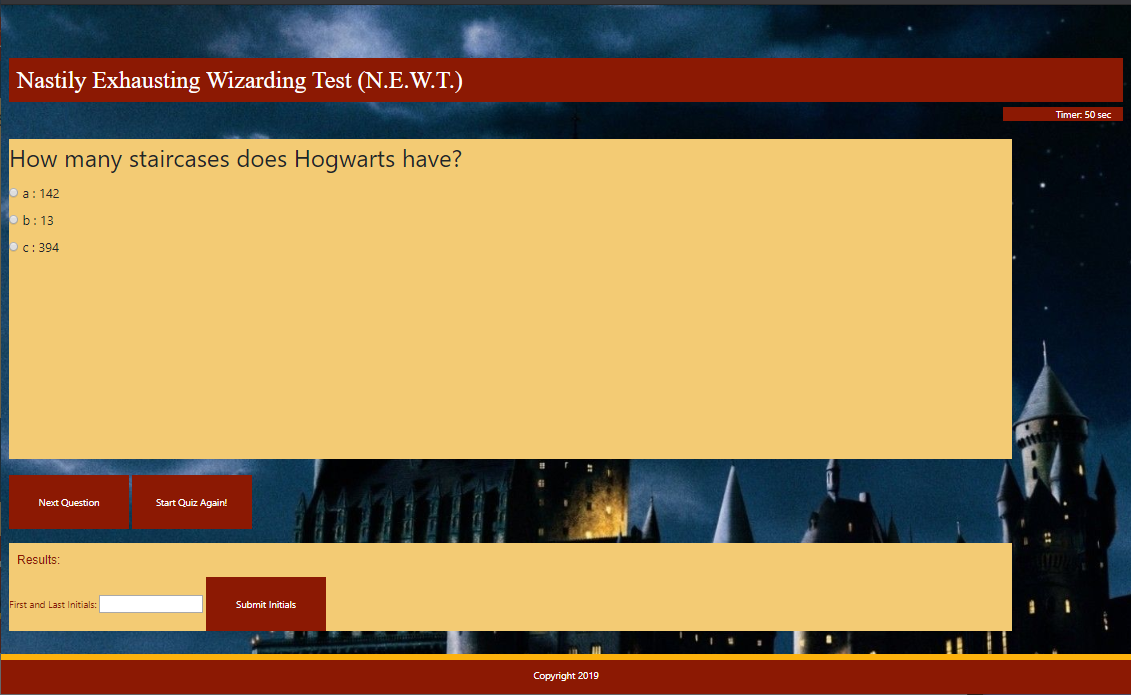 Nastily Exhausting Wizarding Test (N.E.W.T.)
Timer: 50 sec
How many staircases does Hogwarts have?
a : 142
b : 13
c : 394
Next Question
Start Quiz Again!
Results:
First and Last Initials:
Submit Initials
Copyright 2019